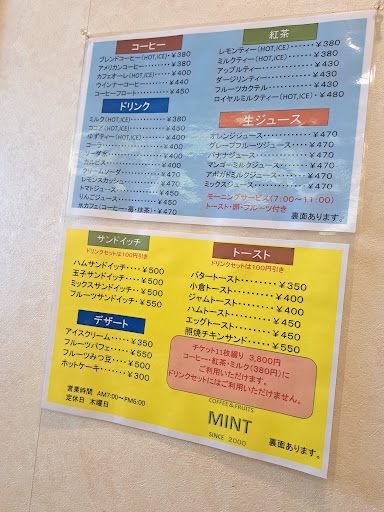 コーヒー
ブレンドコーヒー(HOT,ICE)・・¥380
アメリカンコーヒー・・・・・・¥380
カフェオーレ(HOT,ICE)・・・¥400
ウインナーコーヒー・・・・・¥440
コーヒーフロート・・・・・・¥450
ドリンク
ミルク(HOT,ICE)・・・・・¥380
ココア(HOT,ICE)・・・・・¥450
ゆずティー(HOT,ICE)・・・¥400
コーラ・・・・・・・¥400
ソーダ水・・・・・・¥400
カルピス・・・・・・¥400
クリームソーダ・・・・・¥470
レモンスカッシュ・・・・¥470
トマトジュース・・・・・¥450
りんごジュース・・・・・¥450
氷カフェ(コーヒー・苺・抹茶)・・¥470
紅茶
レモンティー(HOT,ICE)・・・¥380
ミルクティー(HOT,ICE)・・・¥380
アップルティー・・・・・・¥430
ダージリンティー・・・・・¥430
フルーツカクテル・・・・・¥430
ロイヤルミルクティー(HOT,ICE)・・¥480
生ジュース
オレンジジュース・・・・・¥470
グレープフルーツジュース・・¥470
バナナジュース・・・・・・¥470
マンゴーミルクジュース・・・¥470
アボガドミルクジュース・・・¥470
ミックスジュース・・・・・¥470
モーニングサービス(7:00~11:00)
トースト・卵・フルーツ付き
裏面あります。
サンドイッチ
ドリンクセットは100円引き
ハムサンドイッチ・・・・¥500
玉子サンドイッチ・・・・¥500
ミックスサンドイッチ・・¥500
フルーツサンドイッチ・・¥550
デザート
アイスクリーム・・・・・¥350
フルーツパフェ・・・・・¥550
フルーツみつ豆・・・・・¥550
ホットケーキ・・・・・・¥300
営業時間 AM7:00~PM6:00
定休日 木曜日
トースト
ドリンクセットは100円引き
バタートースト・・・・・¥350
小倉トースト・・・・・・¥400
ジャムトースト・・・・・¥400
ハムトースト・・・・・・¥450
エッグトースト・・・・・¥450
照焼チキンサンド・・・・¥550
チケット11枚綴り 3,800円
コーヒー・紅茶・ミルク(380円)に
ご利用いただけます。
ドリンクセットにはご利用いただけません。
COFFEE & FRUITS
MINT
SINCE 2000
裏面あります。